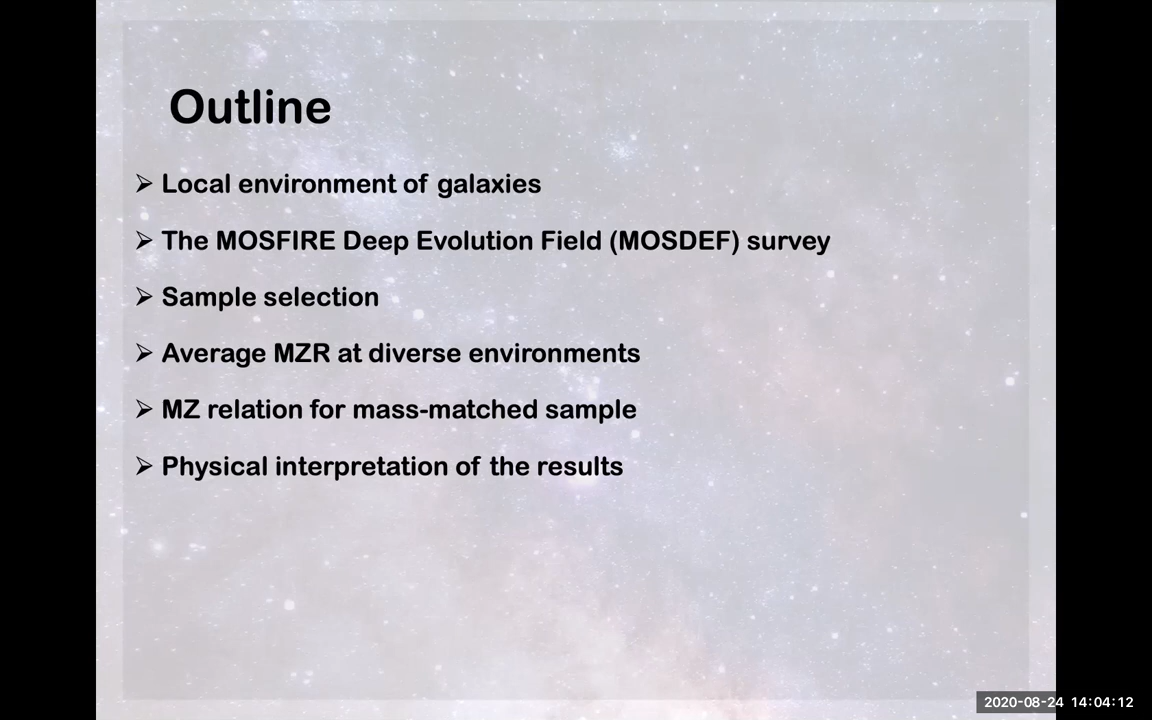 Outline
➢ Local environment of galaxies
➢ The MOSFIRE Deep Evolution Field (MOSDEF) survey
➢ Sample selection
➢ Average MZR at diverse environments
➢ MZ relation for mass-matched sample
➢ Physical interpretation of the results
2020-08-24 14:04:12